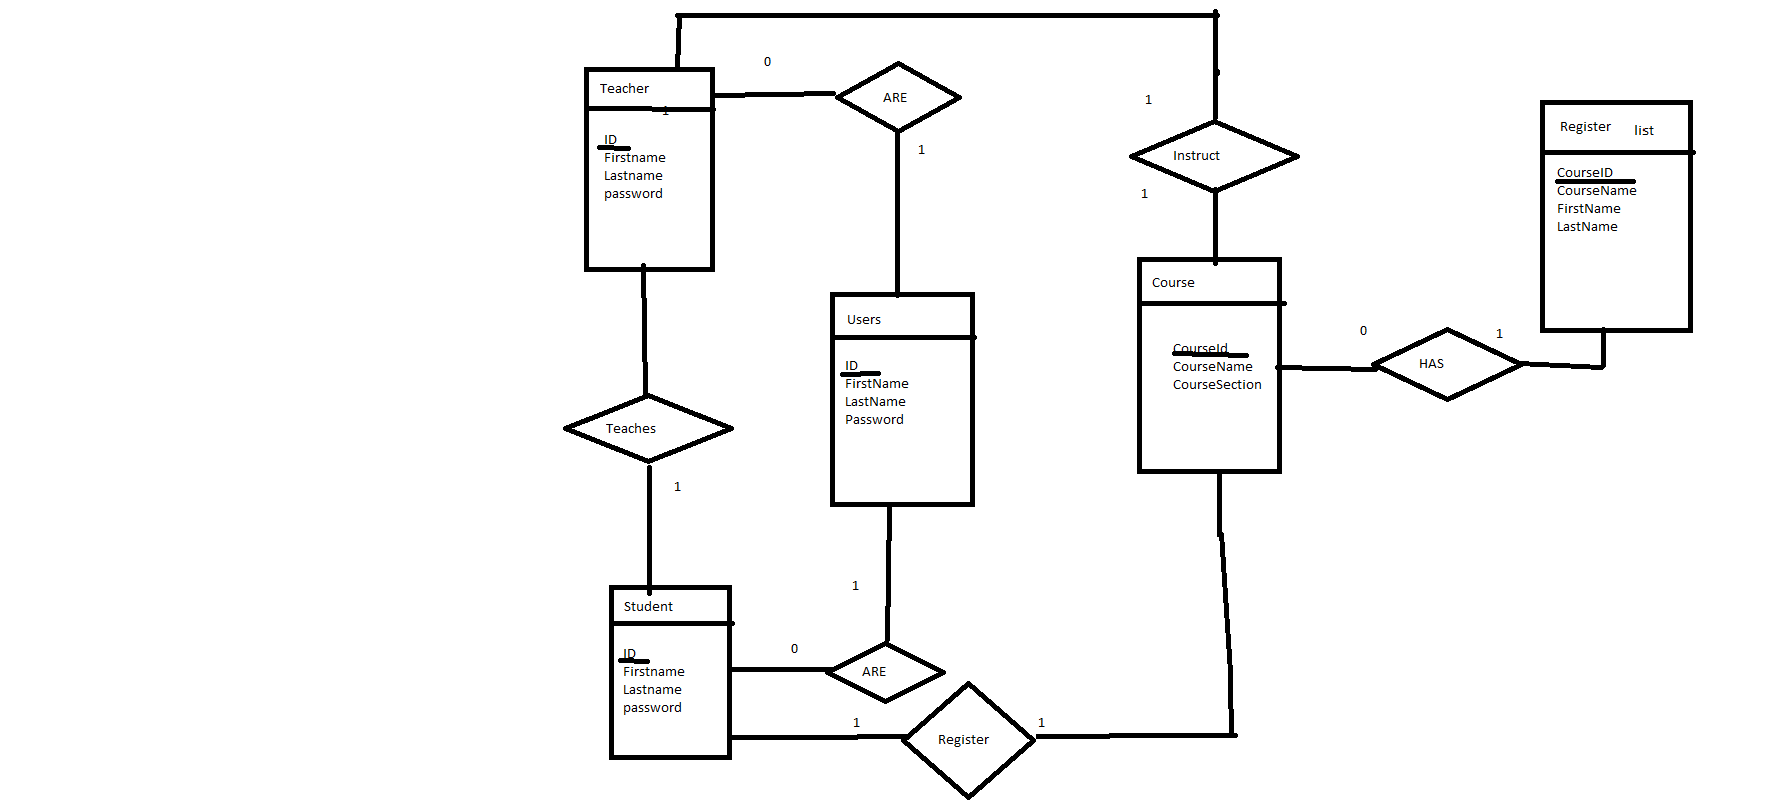 0
Teacher
ARE
1
1
ID
Firstname
Lastname
password
1
Instruct
1
Register list
CourseID
CourseName
FirstName
LastName
Users
ID
FirstName
LastName
Password
Course
CourseId
CourseName
CourseSection
0
1
HAS
Teaches
1
1
Student
ID
Firstname
Lastname
password
0
ARE
1
Register
1